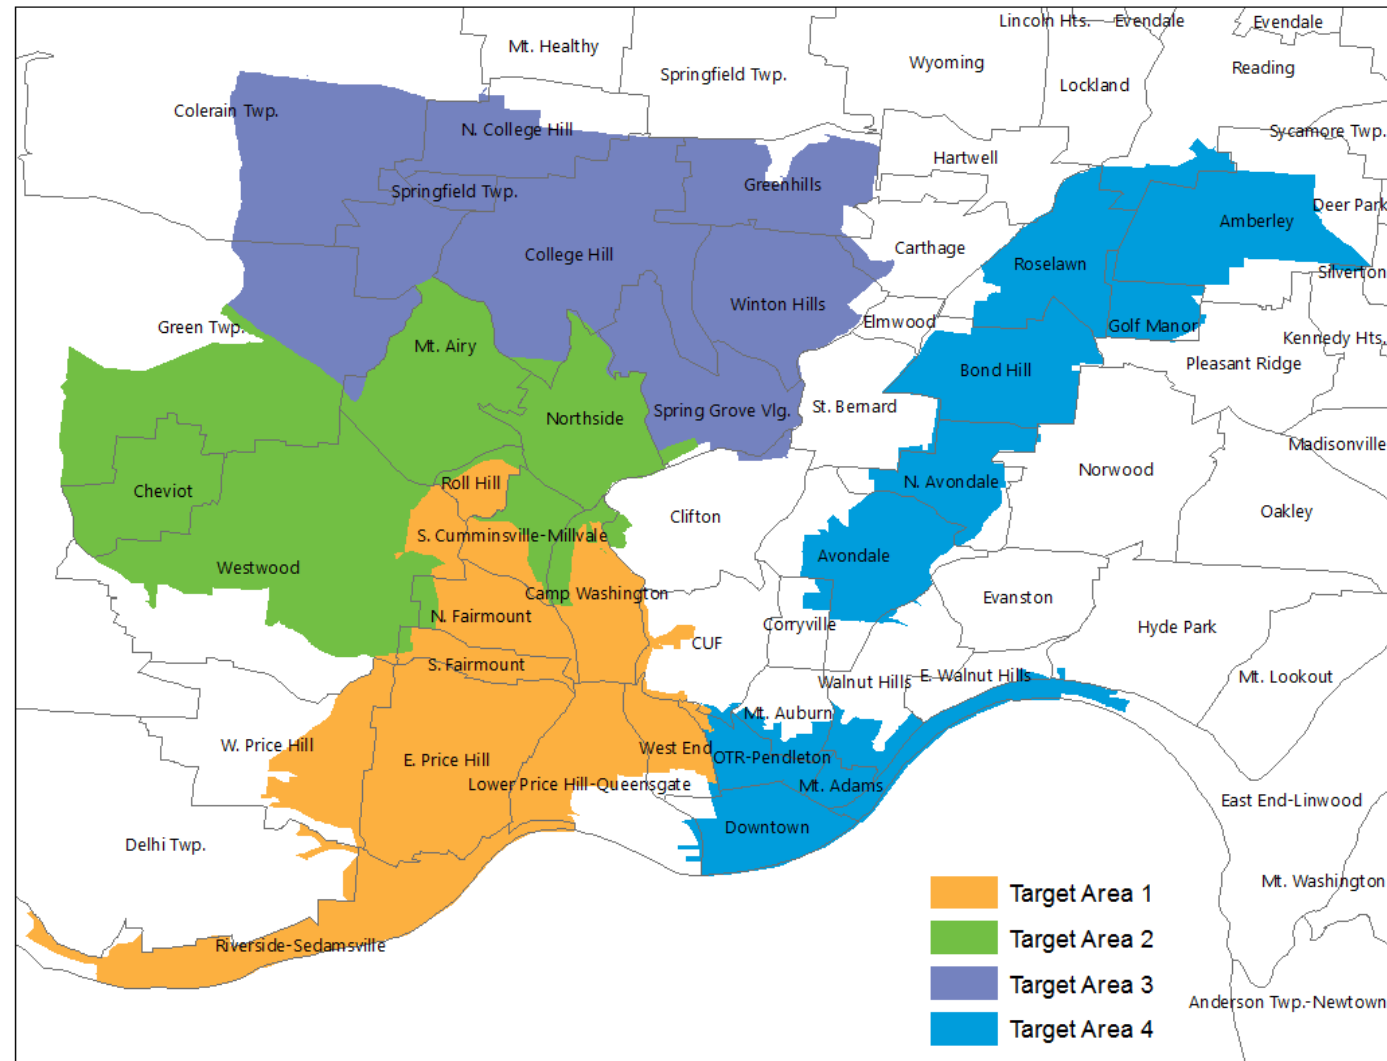 Lincoln Hts.
Evendale
Evendale
Mt. Healthy
Wyoming
Springfield Twp.
Reading
Lockland
Colerain Twp.
N. College Hill
Sycamore Twp.
Hartwell
Greenhills
Springfield Twp.
Deer Park
Amberley
Carthage
College Hill
Roselawn
Silverton
Winton Hills
Elmwood
Green Twp.
Golf Manor
Kennedy Hts.
Mt. Airy
Pleasant Ridge
Bond Hill
St. Bernard
Spring Grove Vlg.
Northside
Madisonville
Norwood
Roll Hill
N. Avondale
Cheviot
Oakley
Clifton
S. Cumminsville-Millvale
Avondale
Westwood
Camp Washington
Evanston
N. Fairmount
Corryville
Hyde Park
CUF
S. Fairmount
E. Walnut Hills
Mt. Lookout
Walnut Hills
Mt. Auburn
W. Price Hill
West End
OTR-Pendleton
E. Price Hill
Lower Price Hill-Queensgate
Mt. Adams
East End-Linwood
Downtown
Delhi Twp.
Mt. Washington
Riverside-Sedamsville
Anderson Twp.-Newtown
Target Area 1
Target Area 2
Target Area 3
Target Area 4